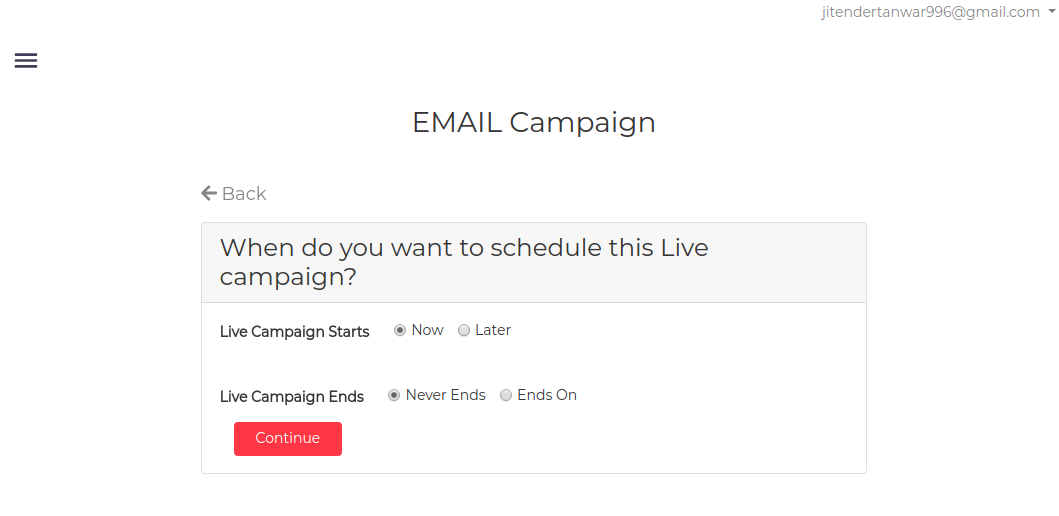 jitendertanwar996@gmail.com
EMAIL Campaign
Back
When do you want to schedule this Live
campaign?
Live Campaign Starts Now Later
Live Campaign Ends Never Ends Ends On
Continue